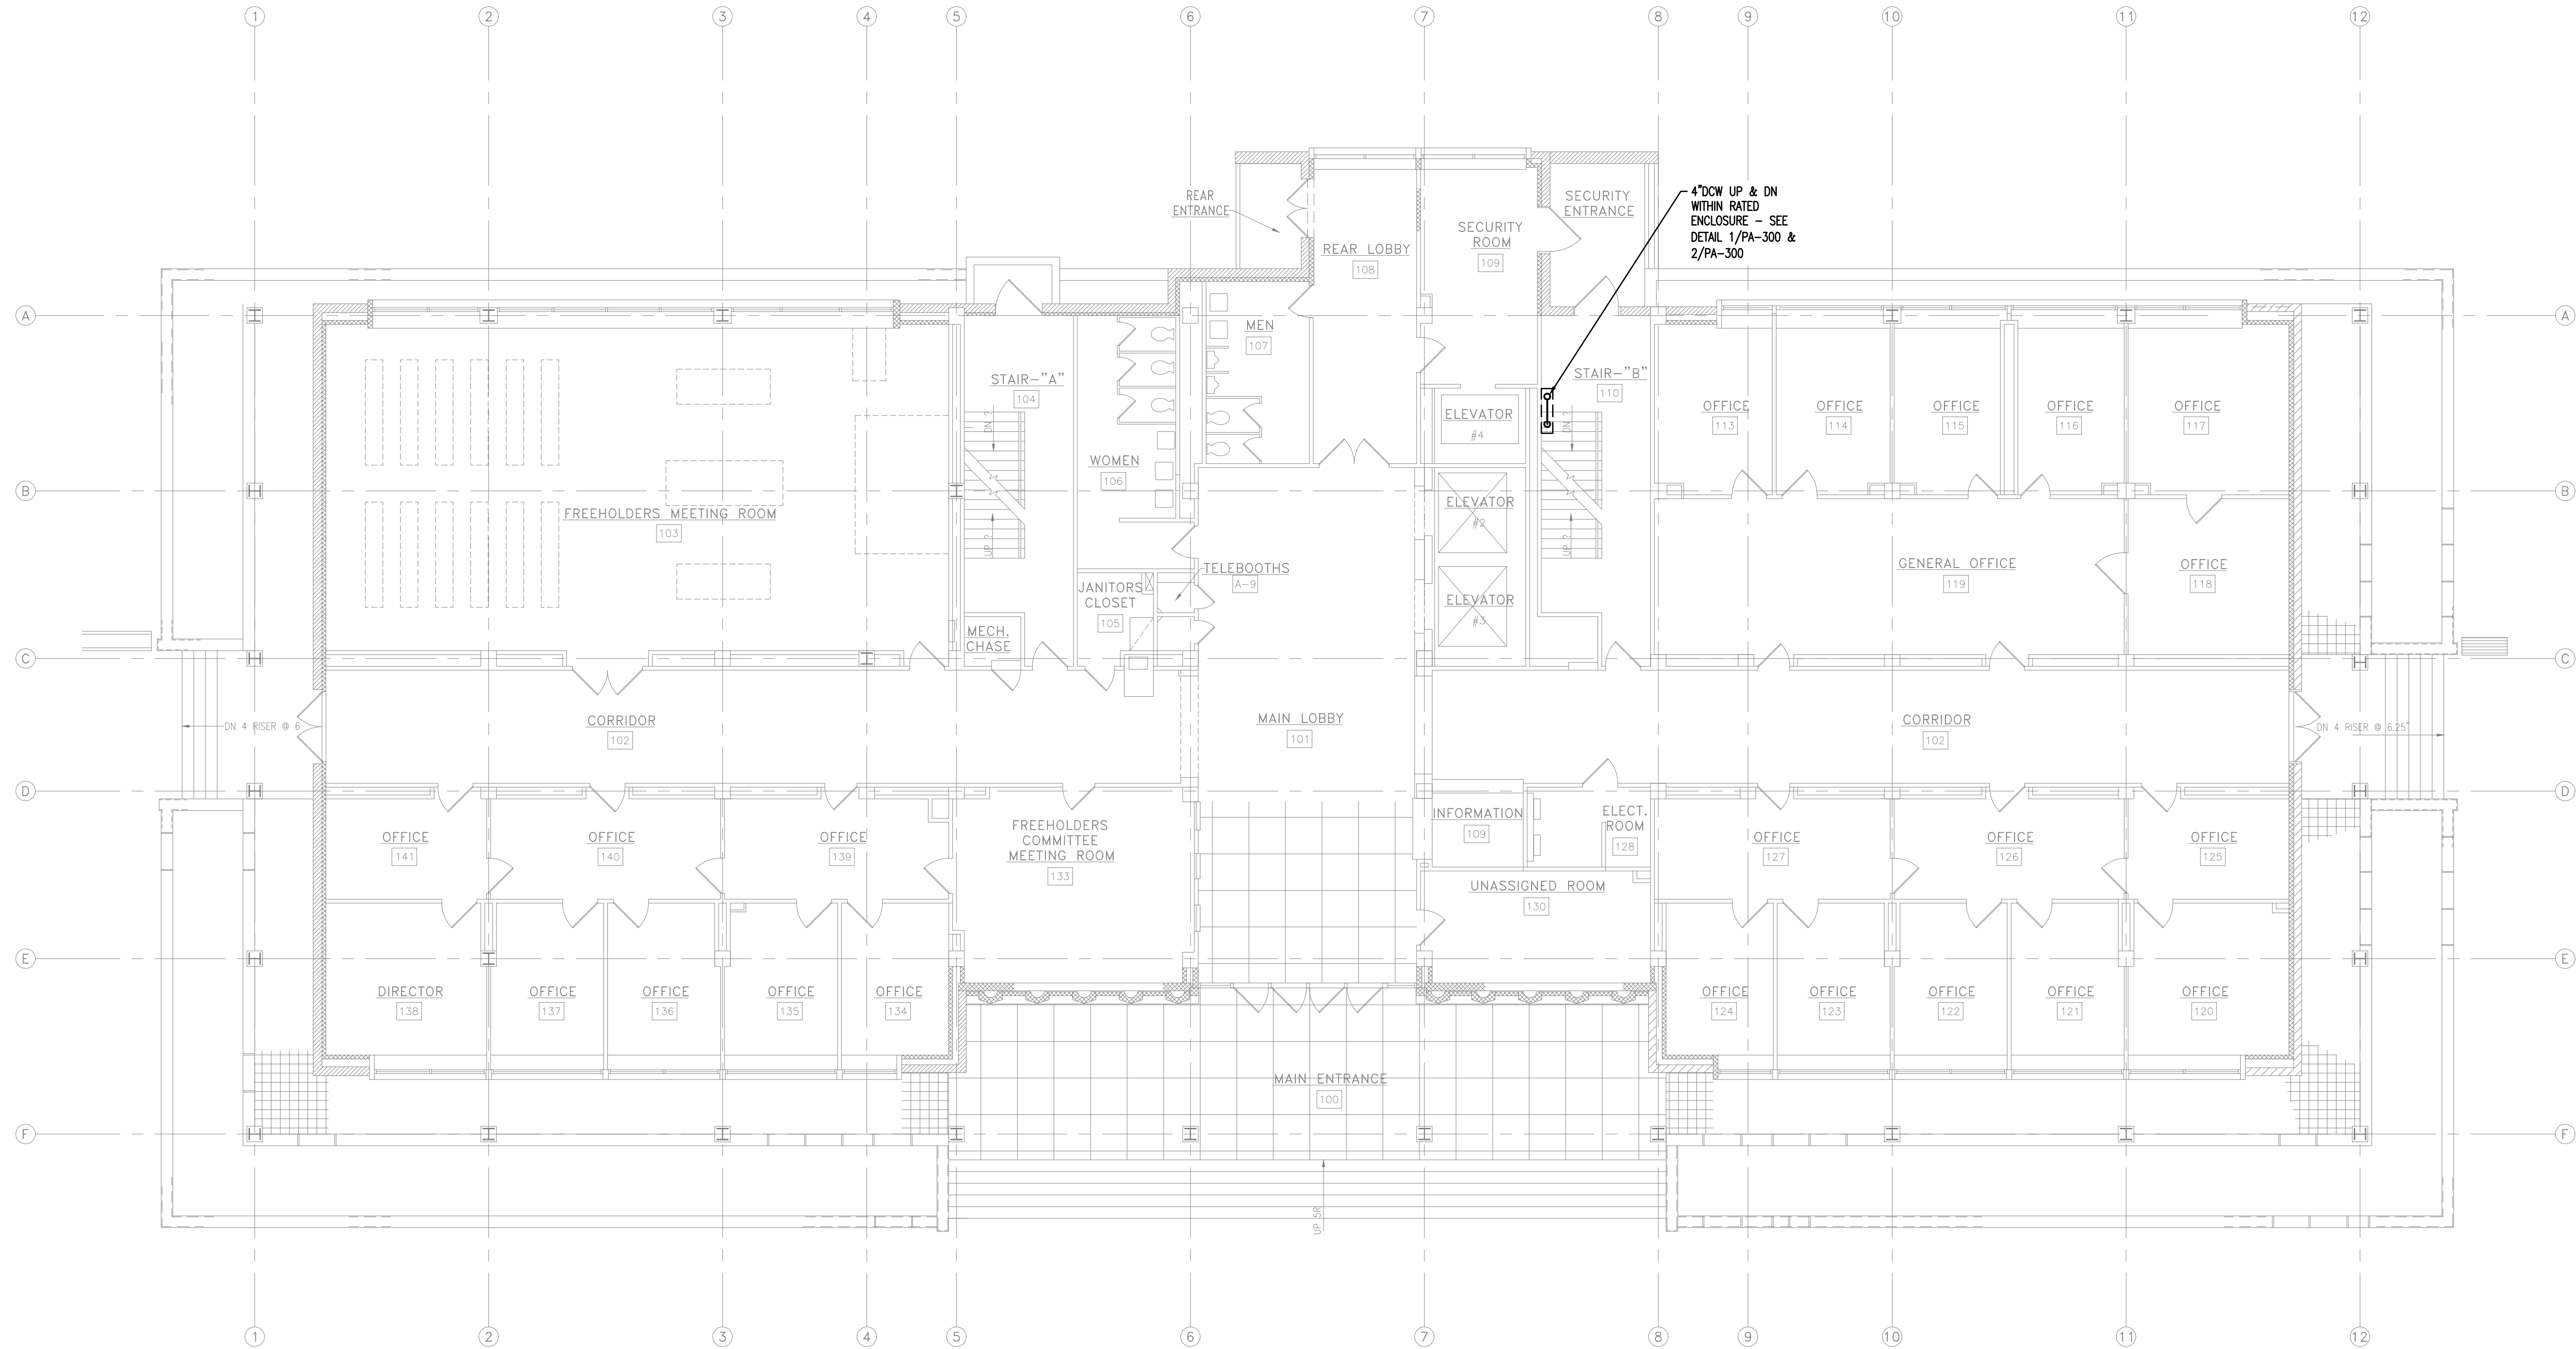 1 2 3 4 5 6 7 8 9 10 11 12
REAR
ENTRANCE
REAR LOBBY
108
SECURITY
ROOM
109
SECURITY
ENTRANCE
4"DCW UP & DN
WITHIN RATED
ENCLOSURE - SEE
DETAIL 1/PA-300 &
2/PA-300
A
A
MEN
107
STAIR-"A"
104
DN ?
UP ?
STAIR-"B"
110
DN ?
UP ?
ELEVATOR
#4
OFFICE
113
OFFICE
114
OFFICE
115
OFFICE
116
OFFICE
117
WOMEN
106
B
B
FREEHOLDERS MEETING ROOM
103
ELEVATOR
#2
TELEBOOTHS
A-9
JANITORS
CLOSET
105
ELEVATOR
#3
GENERAL OFFICE
119
OFFICE
118
MECH.
CHASE
C
C
DN 4 RISER @ 6
CORRIDOR
102
MAIN LOBBY
101
CORRIDOR
102
DN 4 RISER @ 6.25"
D
D
OFFICE
141
OFFICE
140
OFFICE
139
FREEHOLDERS
COMMITTEE
MEETING ROOM
133
INFORMATION
109
ELECT.
ROOM
128
OFFICE
127
OFFICE
126
OFFICE
125
UNASSIGNED ROOM
130
E
E
DIRECTOR
138
OFFICE
137
OFFICE
136
OFFICE
135
OFFICE
134
OFFICE
124
OFFICE
123
OFFICE
122
OFFICE
121
OFFICE
120
MAIN ENTRANCE
100
F
F
UP 5R
1 2 3 4 5 6 7 8 9 10 11 12